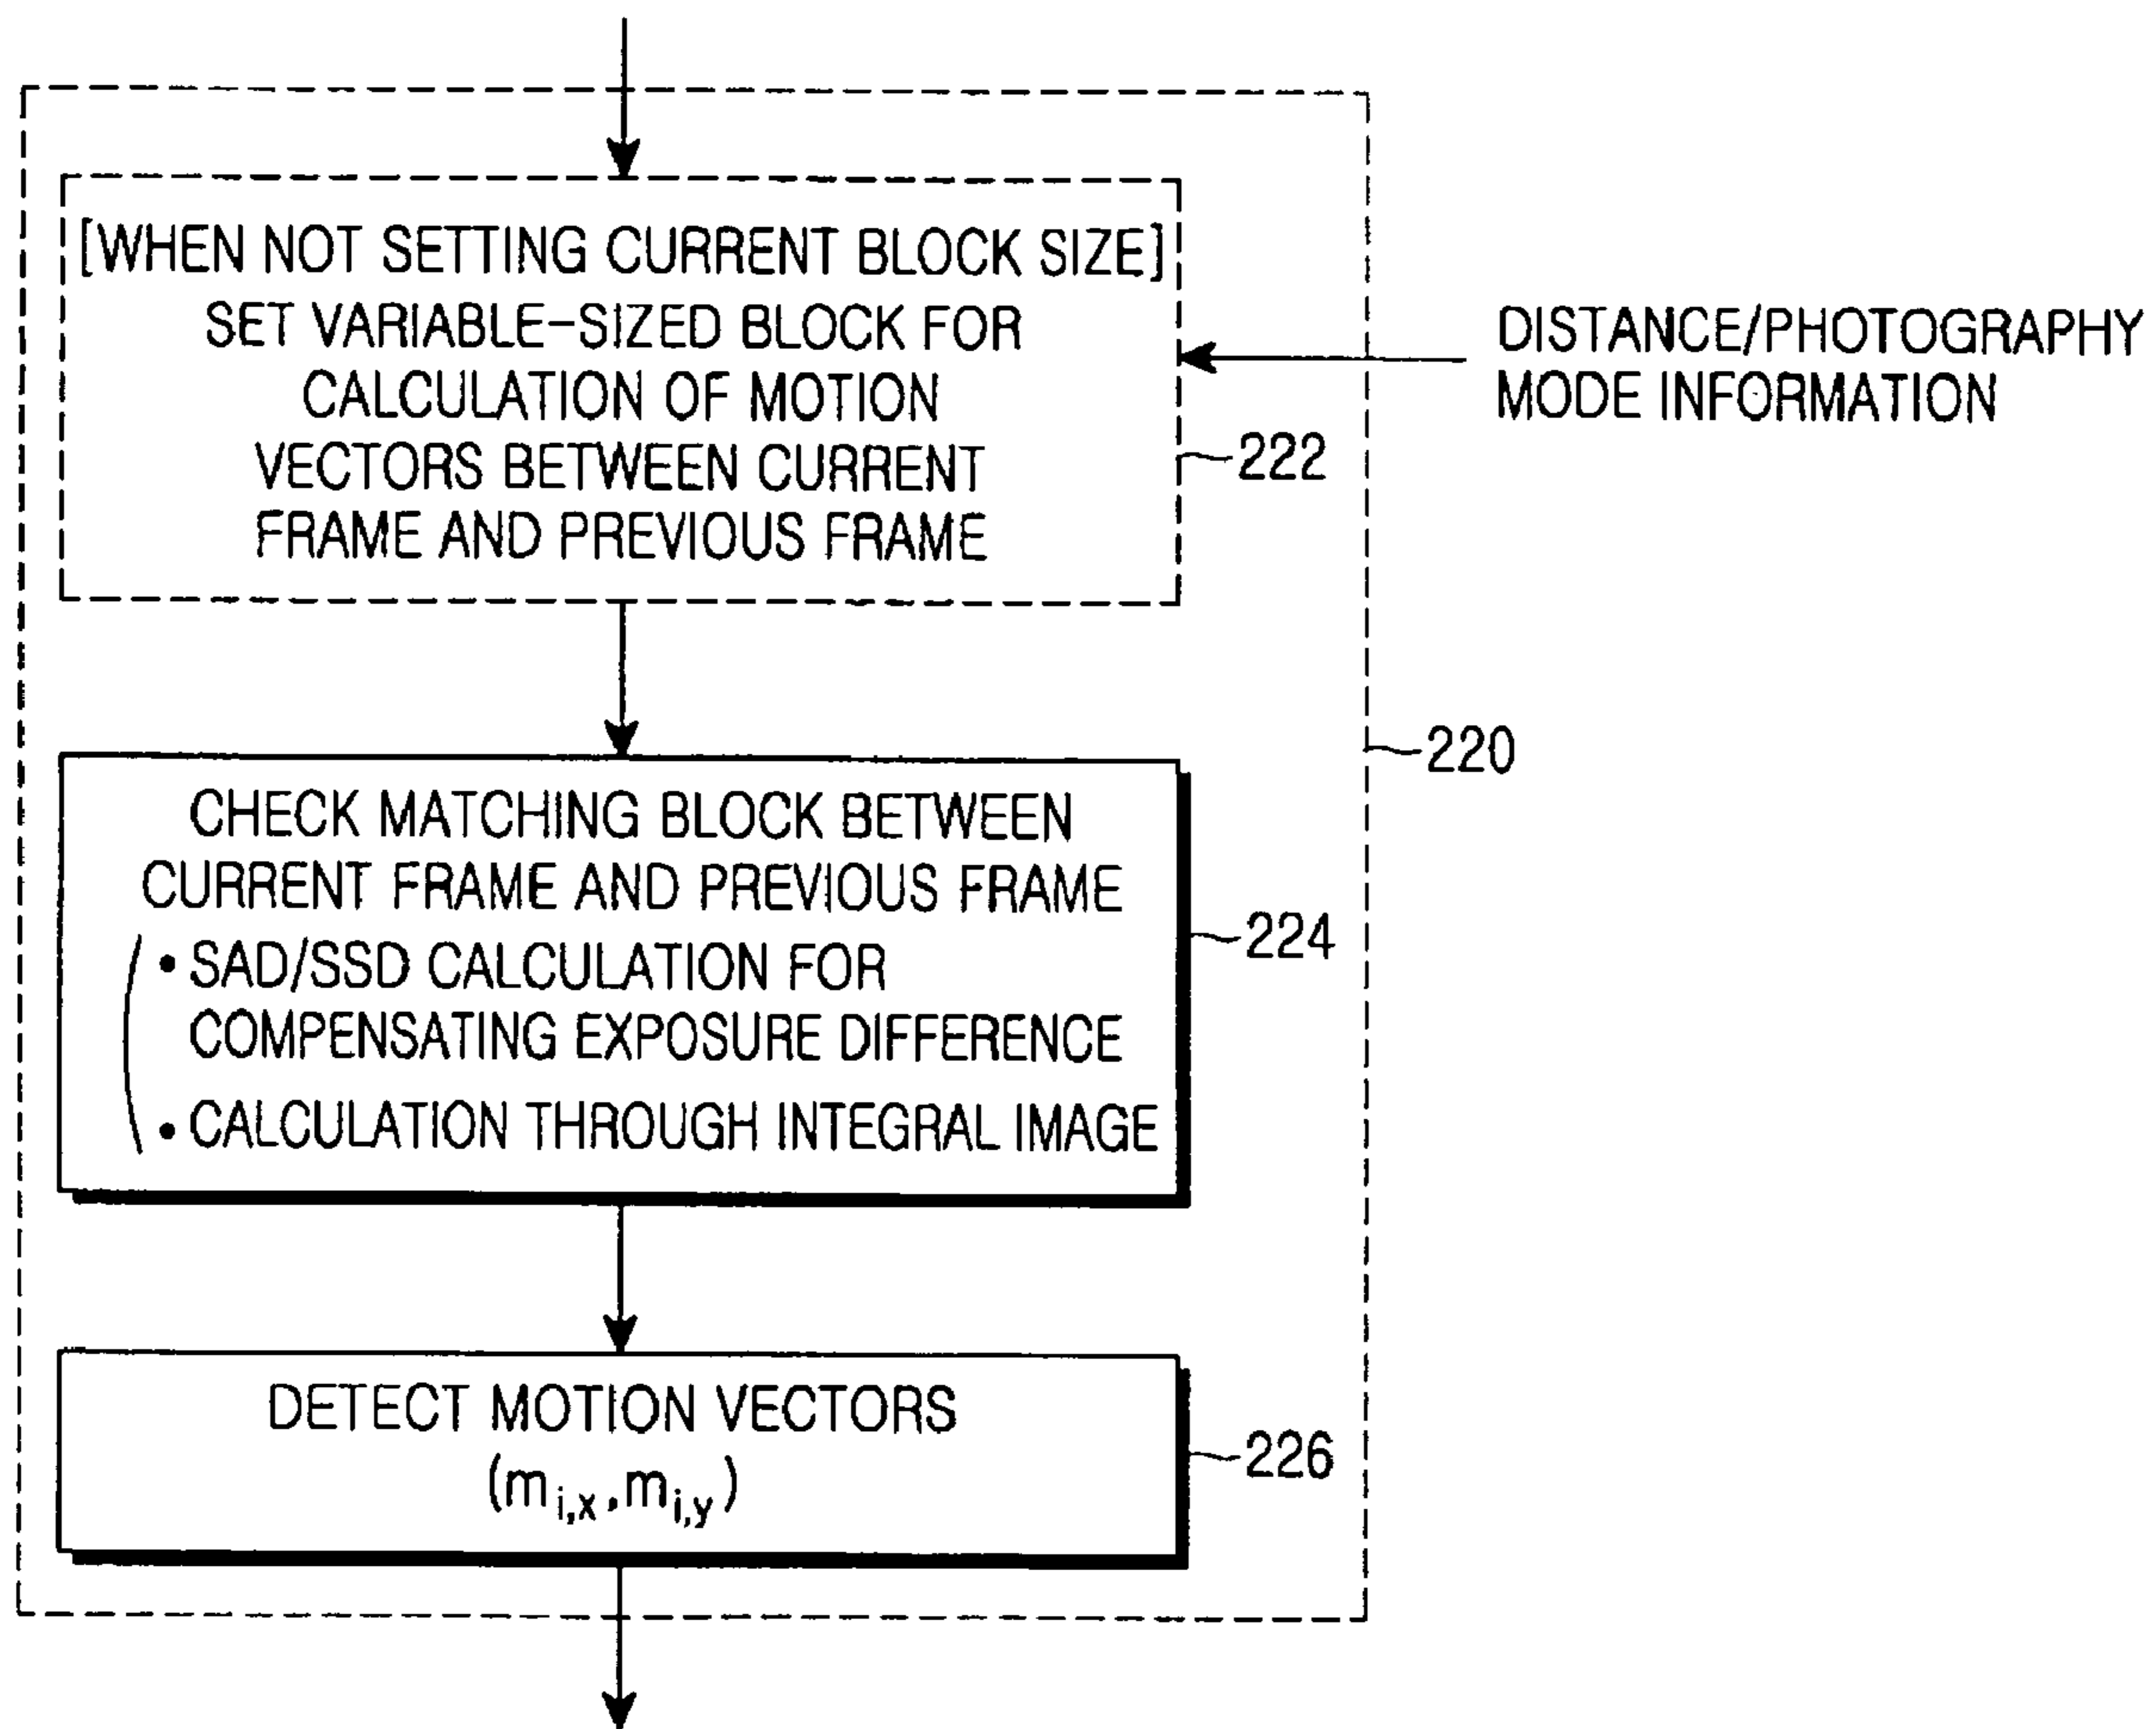 [WHEN NOT SETTING CURRENT BLOCK SIZE]
SET VARIABLE-SIZED BLOCK FOR
CALCULATION OF MOTION
VECTORS BETWEEN CURRENT
FRAME AND PREVIOUS FRAME
DISTANCE/PHOTOGRAPHY
MODE INFORMATION
222
220
CHECK MATCHING BLOCK BETWEEN
CURRENT FRAME AND PREVIOUS FRAME
• SAD/SSD CALCULATION FOR
COMPENSATING EXPOSURE DIFFERENCE
• CALCULATION THROUGH INTEGRAL IMAGE
224
DETECT MOTION VECTORS
(m i,x, m i,y)
226